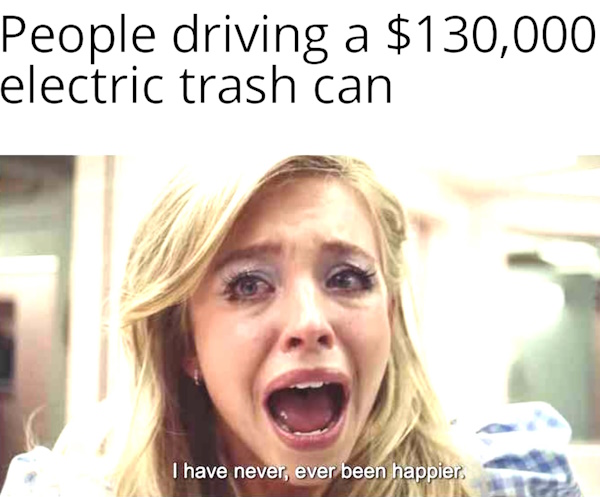 People driving a $130,000
electric trash can
I have never, ever been happier.